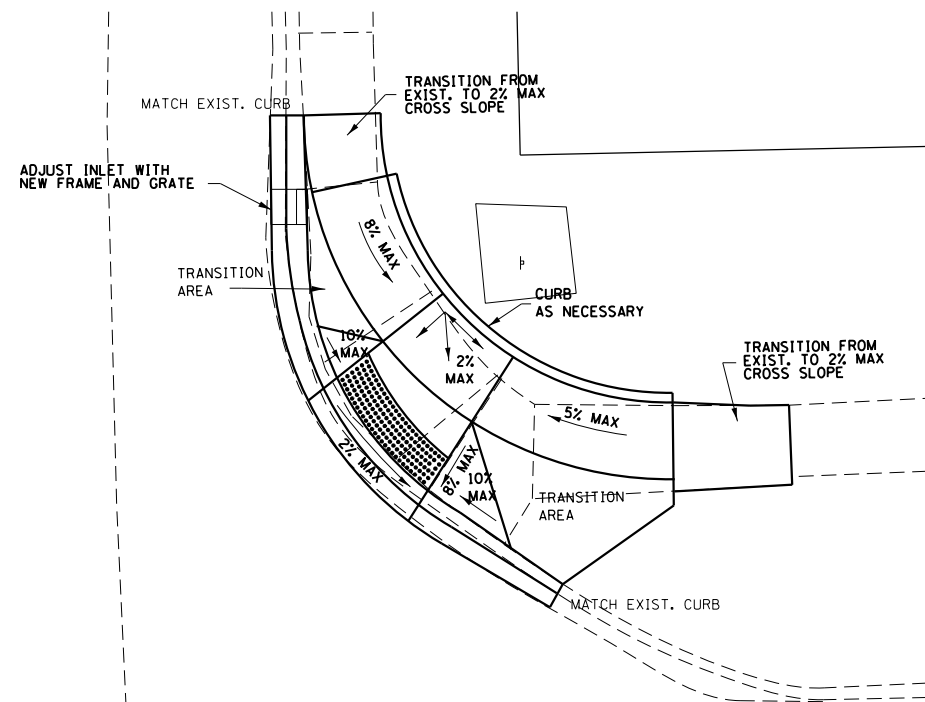 TRANSITION FROM
EXIST. TO 2% MAX
CROSS SLOPE
MATCH EXIST. CURB
ADJUST INLET WITH
NEW FRAME AND GRATE
8% MAX
TRANSITION
AREA
CURB
AS NECESSARY
10%
MAX
2%
MAX
TRANSITION FROM
EXIST. TO 2% MAX
CROSS SLOPE
5% MAX
2% MAX
8% MAX
10%
MAX
TRANSITION
AREA
MATCH EXIST. CURB